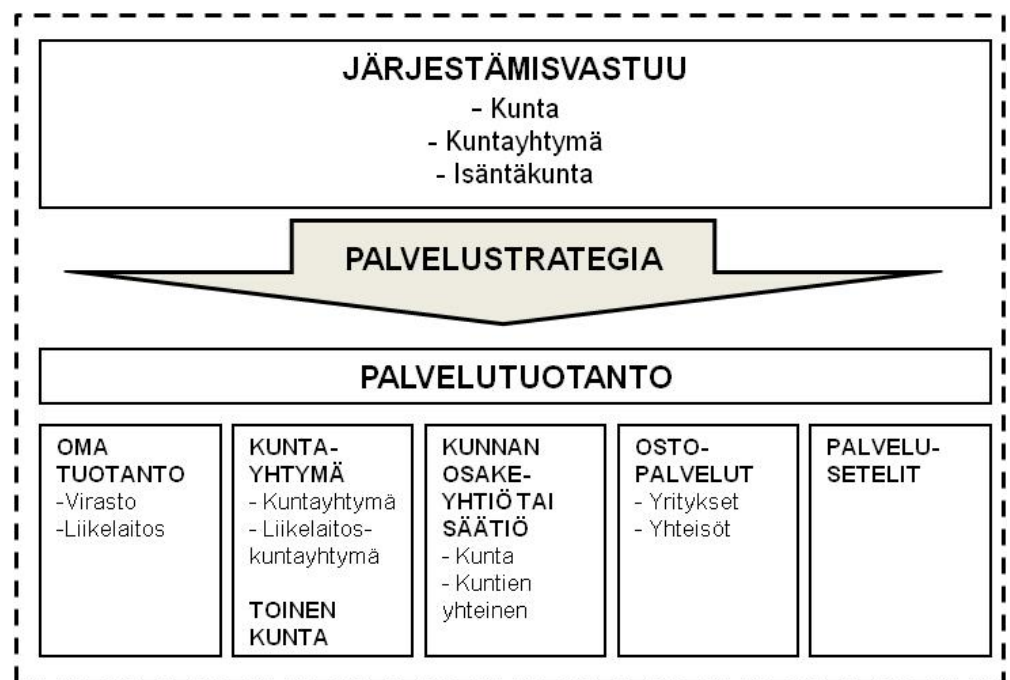 JÄRJESTÄMISVASTUU
- Kunta
- Kuntayhtymä
- Isäntäkunta
PALVELUSTRATEGIA
PALVELUTUOTANTO
OMA
TUOTANTO
-Virasto
-Liikelaitos
KUNTA-
YHTYMÄ
- Kuntayhtymä
- Liikelaitos-
kuntayhtymä
TOINEN
KUNTA
KUNNAN
OSAKE-
YHTIÖ TAI
SÄÄTIÖ
- Kunta
- Kuntien
yhteinen
OSTO-
PALVELUT
- Yritykset
- Yhteisöt
PALVELU-
SETELIT